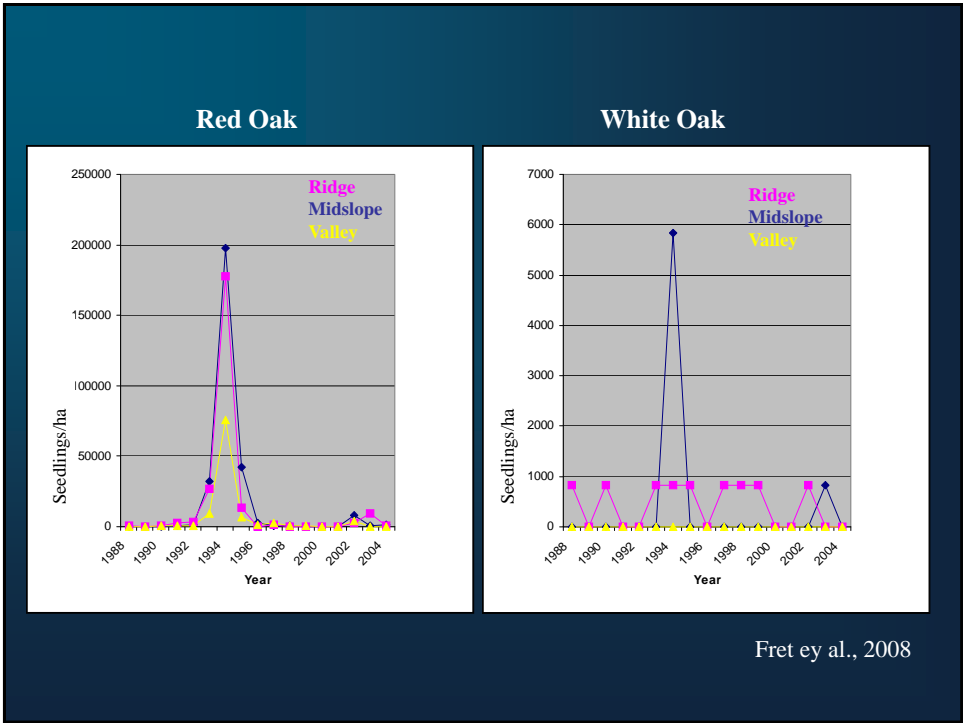 Red Oak
White Oak
250000
200000
150000
100000
50000
0
Seedlings/ha
Ridge
Midslope
Valley
1988
1990
1992
1994
1996
1998
2000
2002
2004
Year
7000
6000
5000
4000
3000
2000
1000
0
Seedlings/ha
Ridge
Midslope
Valley
1988
1990
1992
1994
1996
1998
2000
2002
2004
Year
Fret ey al., 2008